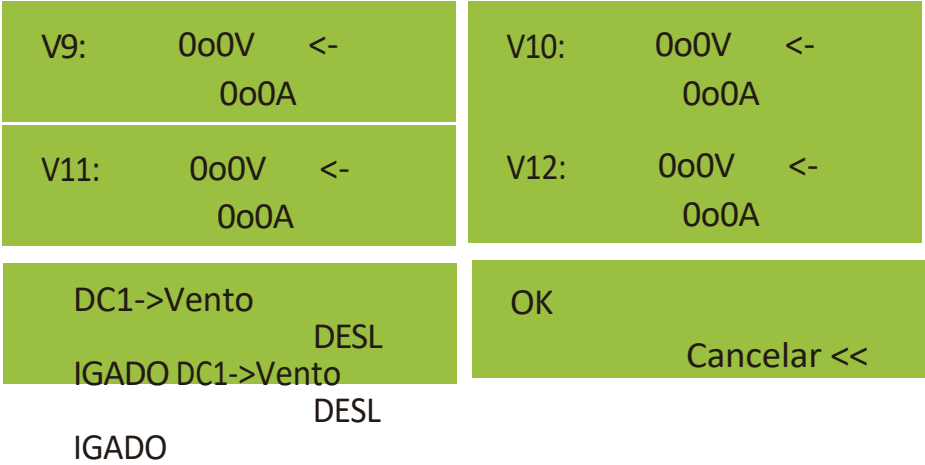 V9: 0o0V <-
0o0A
V10: 0o0V <-
0o0A
V11: 0o0V <-
0o0A
V12: 0o0V <-
0o0A
DC1->Vento
DESL
IGADO DC1->Vento
DESL
IGADO
OK
Cancelar <<